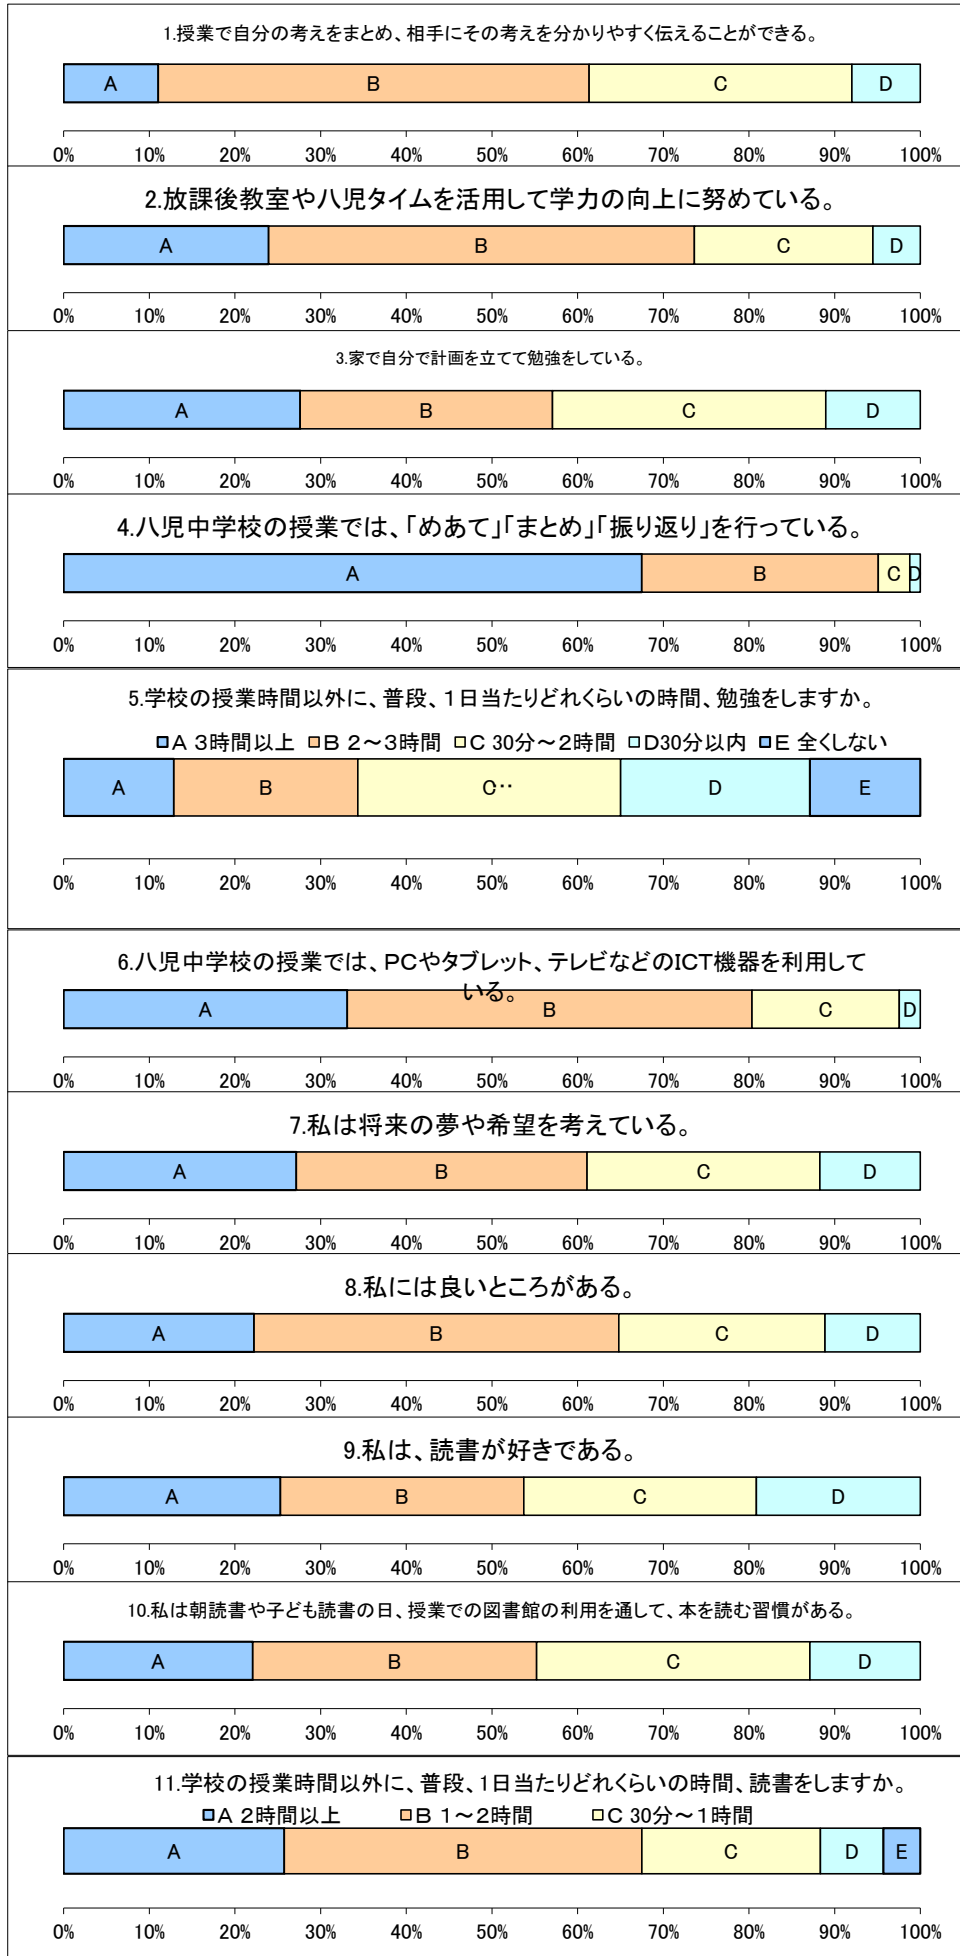 1.授業で自分の考えをまとめ、相手にその考えを分かりやすく伝えることができる。
A B C D
0% 10% 20% 30% 40% 50% 60% 70% 80% 90% 100%
2.放課後教室や八児タイムを活用して学力の向上に努めている。
A B C D
0% 10% 20% 30% 40% 50% 60% 70% 80% 90% 100%
3.家で自分で計画を立てて勉強をしている。
A B C D
0% 10% 20% 30% 40% 50% 60% 70% 80% 90% 100%
4.八児中学校の授業では、「めあて」「まとめ」「振り返り」を行っている。
A B C D
0% 10% 20% 30% 40% 50% 60% 70% 80% 90% 100%
5.学校の授業時間以外に、普段、1日当たりどれくらいの時間、勉強をしますか。
A 3時間以上 B 2~3時間 C 30分~2時間 D30分以内 E 全くしない
A B C‥ D E
0% 10% 20% 30% 40% 50% 60% 70% 80% 90% 100%
6.八児中学校の授業では、PCやタブレット、テレビなどのICT機器を利用して
いる。
A B C D
0% 10% 20% 30% 40% 50% 60% 70% 80% 90% 100%
7.私は将来の夢や希望を考えている。
A B C D
0% 10% 20% 30% 40% 50% 60% 70% 80% 90% 100%
8.私には良いところがある。
A B C D
0% 10% 20% 30% 40% 50% 60% 70% 80% 90% 100%
9.私は、読書が好きである。
A B C D
0% 10% 20% 30% 40% 50% 60% 70% 80% 90% 100%
10.私は朝読書や子ども読書の日、授業での図書館の利用を通して、本を読む習慣がある。
A B C D
0% 10% 20% 30% 40% 50% 60% 70% 80% 90% 100%
11.学校の授業時間以外に、普段、1日当たりどれくらいの時間、読書をしますか。
A 2時間以上 B 1~2時間 C 30分~1時間
A B C D E
0% 10% 20% 30% 40% 50% 60% 70% 80% 90% 100%